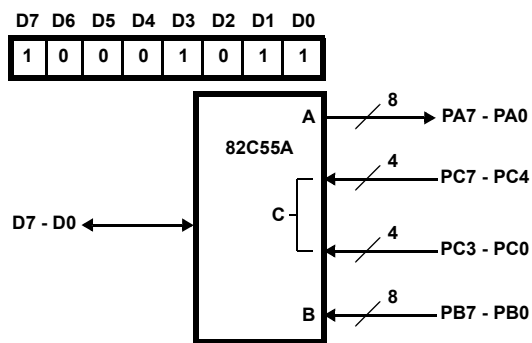 D7 D6 D5 D4 D3 D2 D1 D0
1 0 0 0 1 0 1 1
A
8
PA7 - PA0
82C55A
4
PC7 - PC4
C
D7 - D0
4
PC3 - PC0
B
8
PB7 - PB0